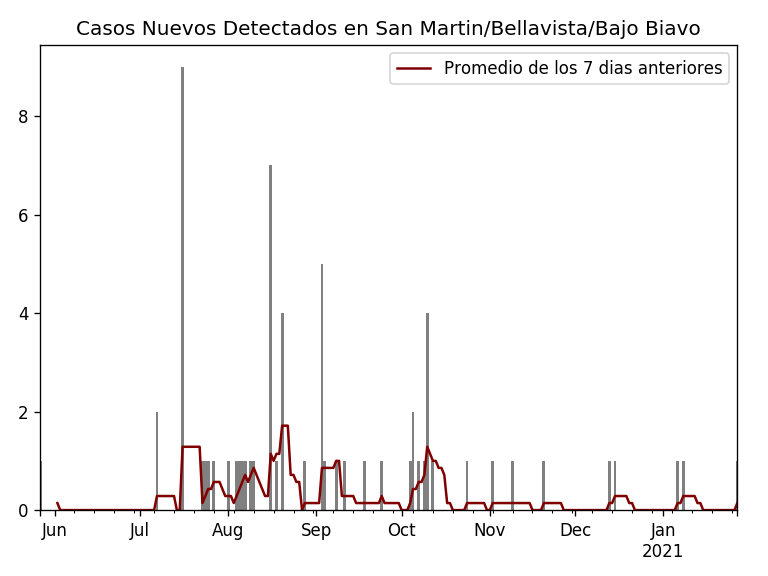 Casos Nuevos Detectados en San Martin/Bellavista/Bajo Biavo
Promedio de los 7 dias anteriores
8
6
4
2
0
Jun Jul Aug Sep Oct Nov Dec Jan
2021